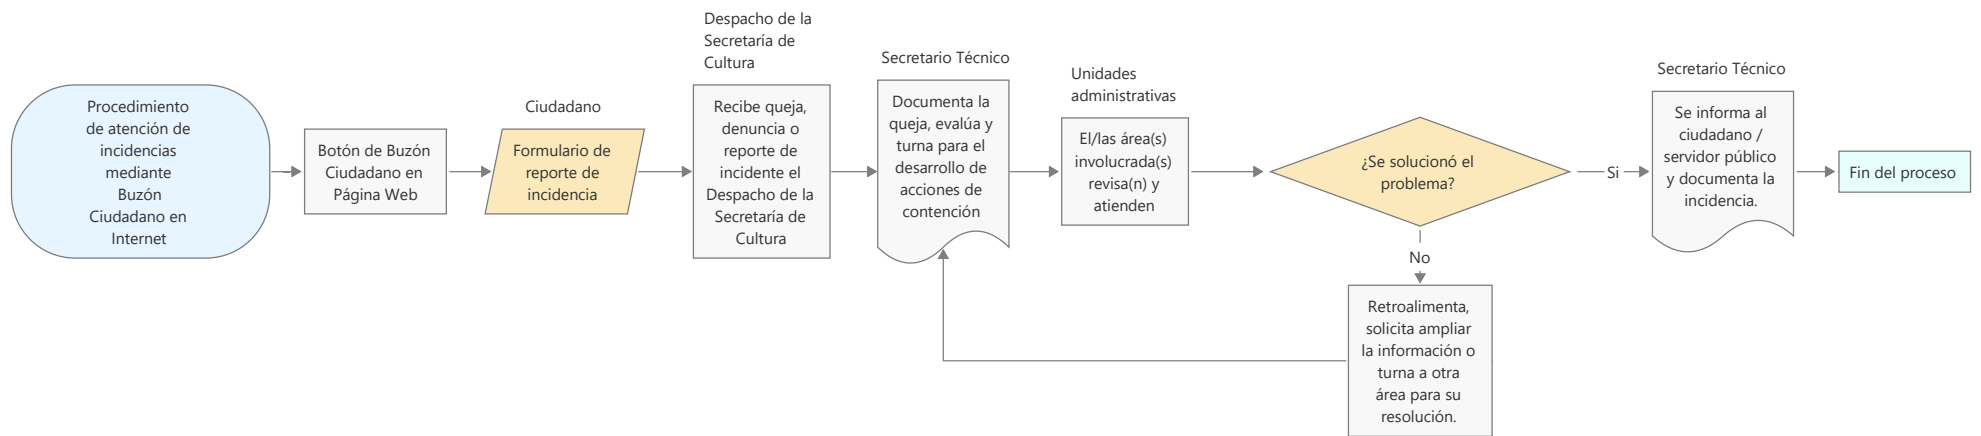 Procedimiento
de atención de
incidencias
mediante
Buzón
Ciudadano en
Internet
Botón de Buzón
Ciudadano en
Página Web
Ciudadano
Formulario de
reporte de
incidencia
Despacho de la
Secretaría de
Cultura
Recibe queja,
denuncia o
reporte de
incidente el
Despacho de la
Secretaría de
Cultura
Secretario Técnico
Documenta la
queja, evalúa y
turna para el
desarrollo de
acciones de
contención
Unidades
administrativas
El/las área(s)
involucrada(s)
revisa(n) y
atienden
¿Se solucionó el
problema?
Si
No
Retroalimenta,
solicita ampliar
la información o
turna a otra
área para su
resolución.
Secretario Técnico
Se informa al
ciudadano /
servidor público
y documenta la
incidencia.
Fin del proceso